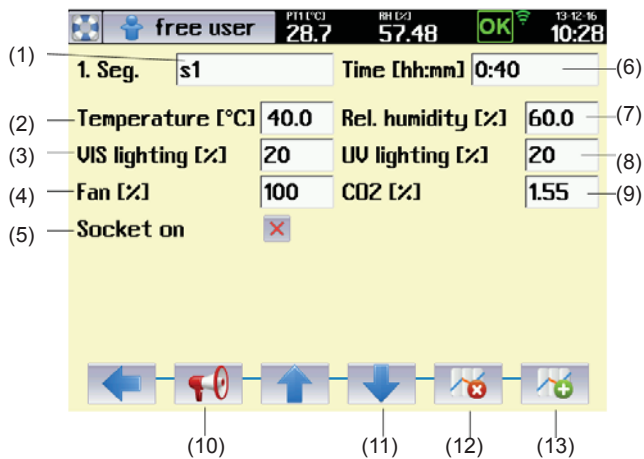 free user PT1 [°C] 28.7 RH [%] 57.48 OK 13-12-16 10:28
(1) 1. Seg. s1 Time [hh:mm] 0:40 (6)
(2) Temperature [°C] 40.0 Rel. humidity [%] 60.0 (7)
(3) VIS lighting [%] 20 UV lighting [%] 20 (8)
(4) Fan [%] 100 CO2 [%] 1.55 (9)
(5) Socket on
(10) (11) (12) (13)